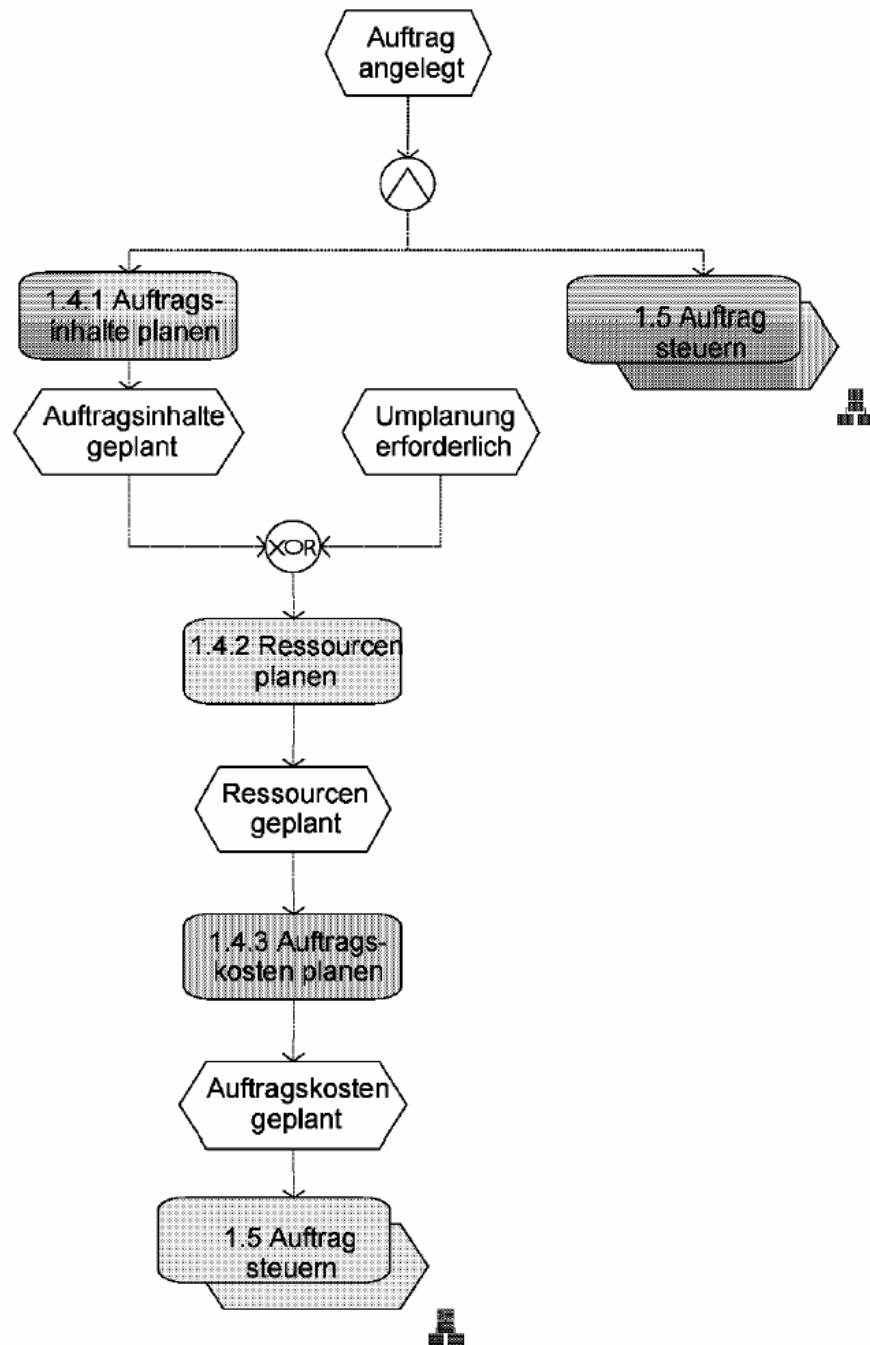 Auftrag
angelegt
1.4.1 Auftrags-
inhalte planen
1.5 Auftrag
steuern
Auftragsinhalte
geplant
Umplanung
erforderlich
XOR
1.4.2 Ressourcen
planen
Ressourcen
geplant
1.4.3 Auftrags-
kosten planen
Auftragskosten
geplant
1.5 Auftrag
steuern